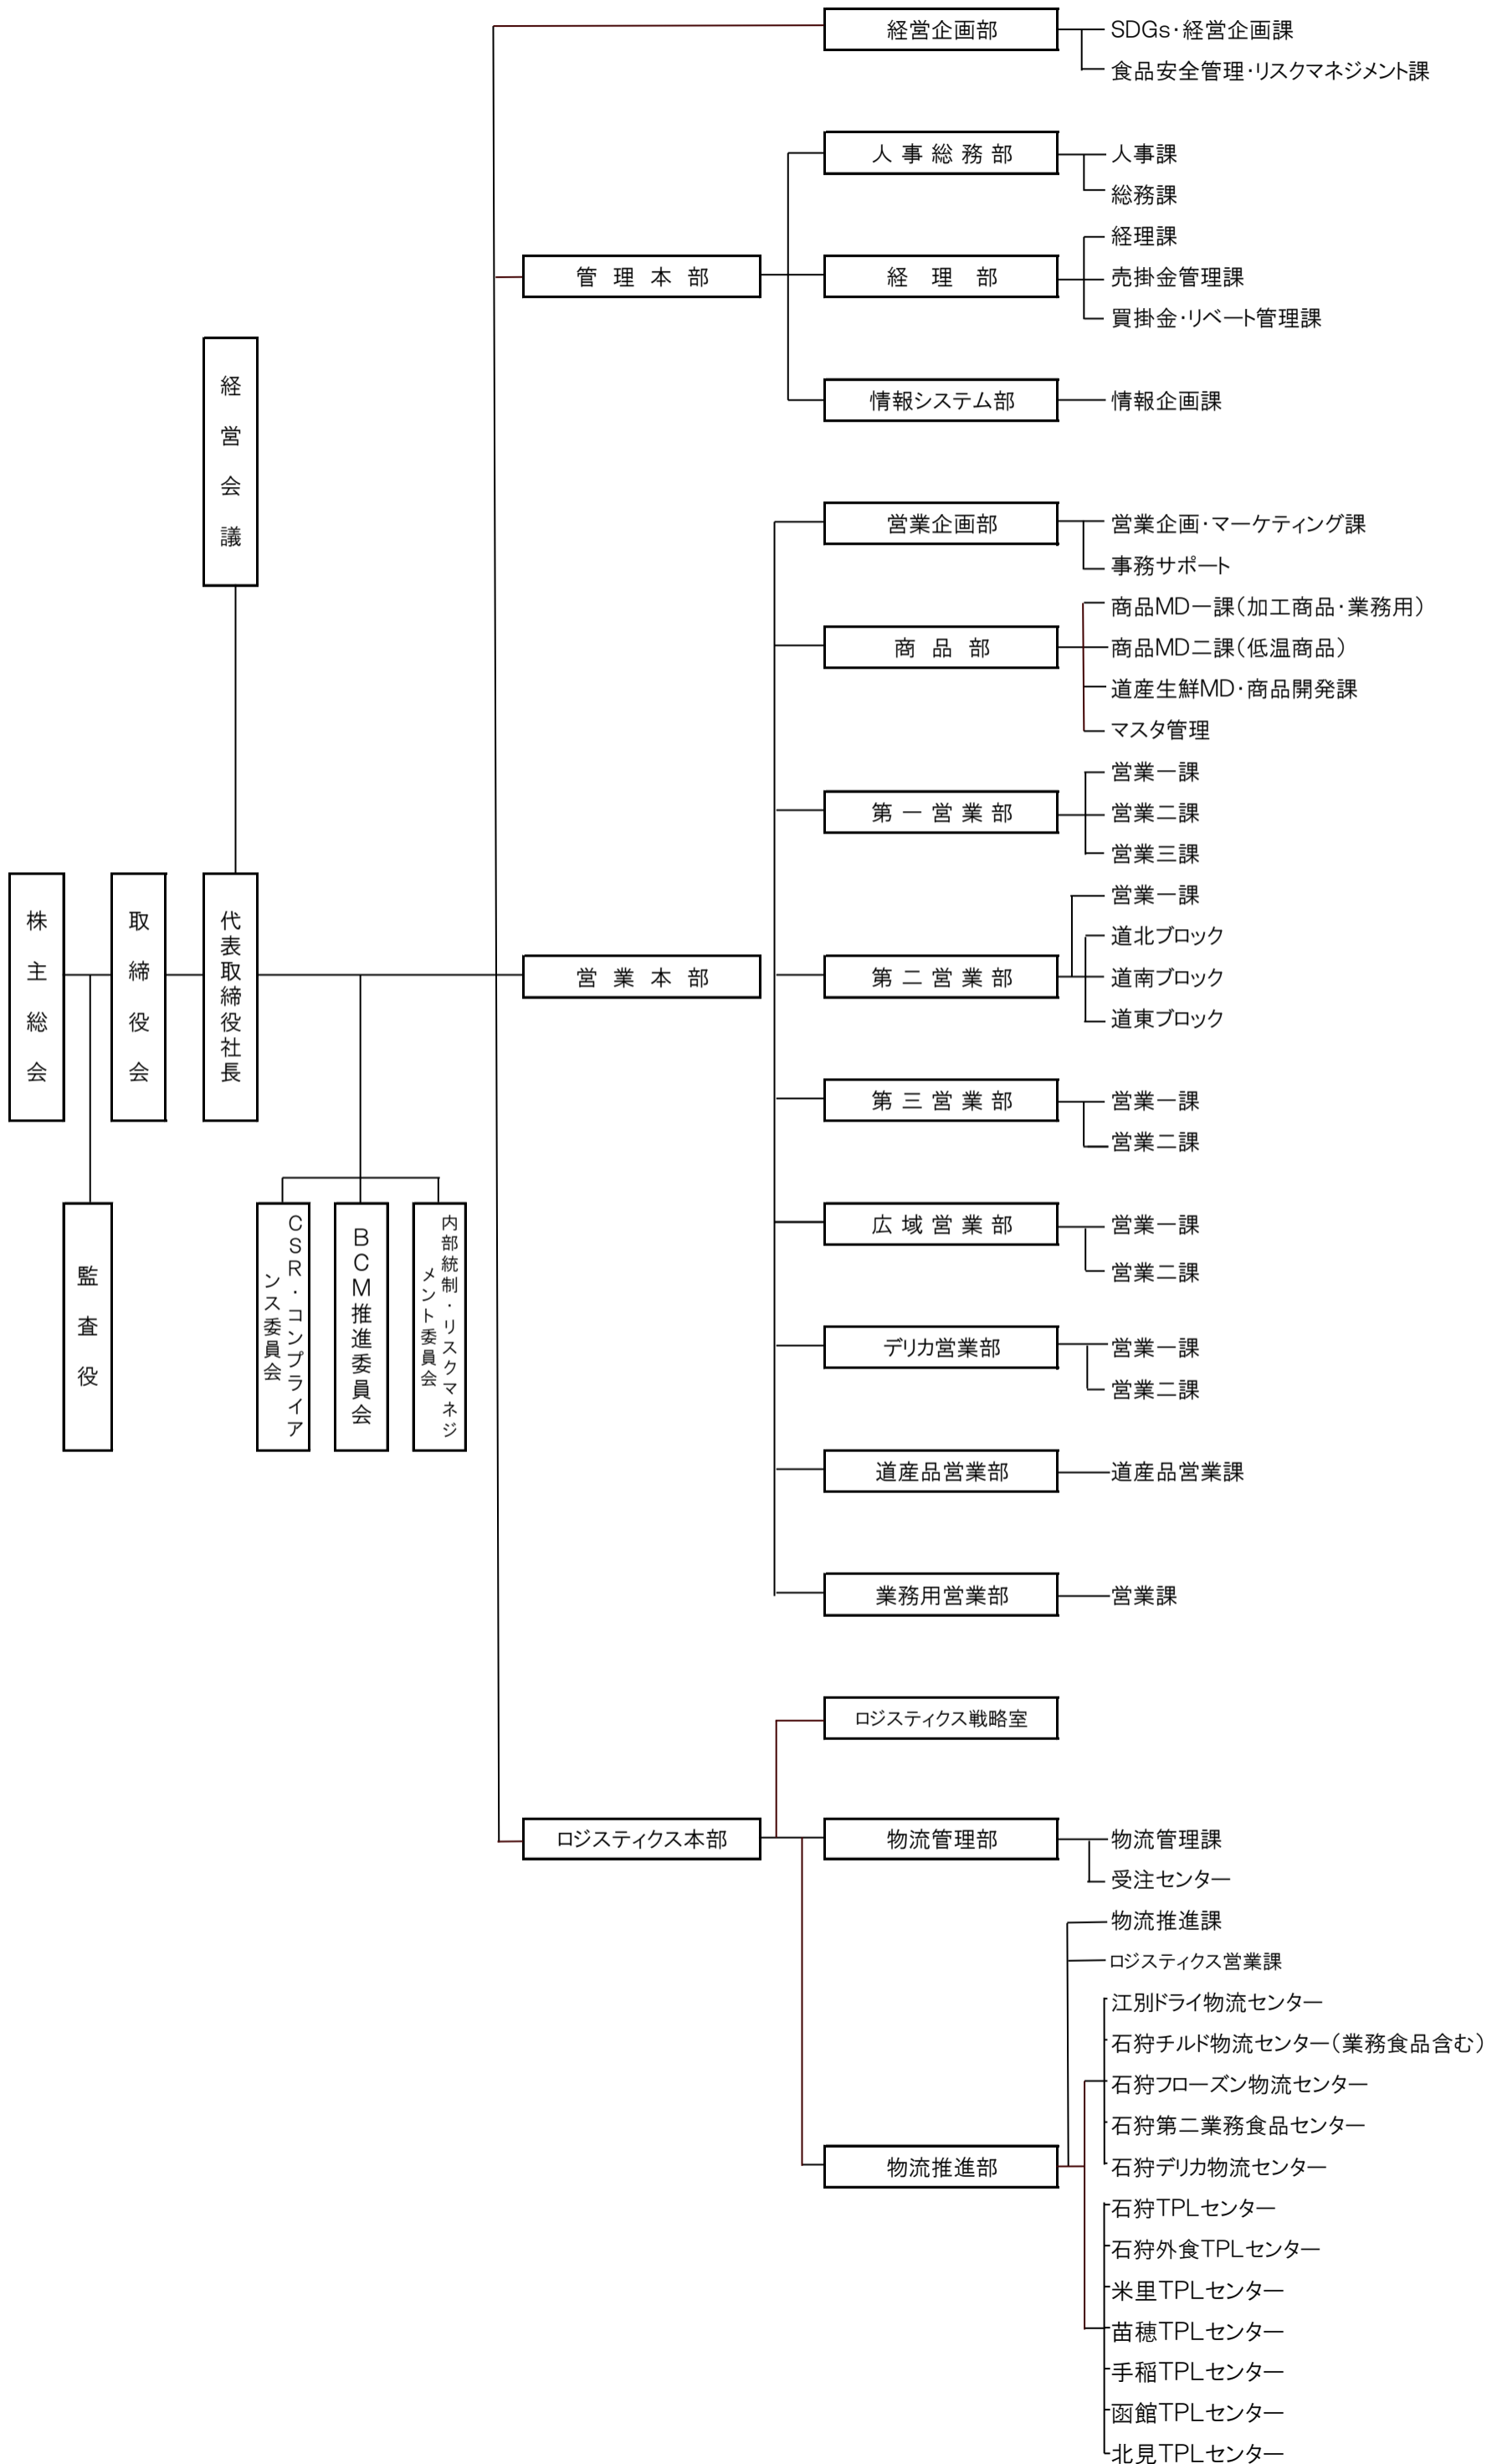 経営企画部
SDGs・経営企画課
食品安全管理・リスクマネジメント課
人事総務部
人事課
総務課
管理本部
経理部
経理課
売掛金管理課
買掛金・リベート管理課
情報システム部
情報企画課
経営会議
営業企画部
営業企画・マーケティング課
事務サポート
商品部
商品MD一課(加工商品・業務用)
商品MD二課(低温商品)
道産生鮮MD・商品開発課
マスタ管理
第一営業部
営業一課
営業二課
営業三課
株主総会
取締役会
代表取締役社長
営業本部
第二営業部
営業一課
道北ブロック
道南ブロック
道東ブロック
第三営業部
営業一課
営業二課
監査役
CSR・コンプライア
ンス委員会
BCM推進委員会
内部統制・リスクマネジ
メント委員会
広域営業部
営業一課
営業二課
デリカ営業部
営業一課
営業二課
道産品営業部
道産品営業課
業務用営業部
営業課
ロジスティクス戦略室
ロジスティクス本部
物流管理部
物流管理課
受注センター
物流推進部
物流推進課
ロジスティクス営業課
江別ドライ物流センター
石狩チルド物流センター(業務食品含む)
石狩フローズン物流センター
石狩第二業務食品センター
石狩デリカ物流センター
石狩TPLセンター
石狩外食TPLセンター
米里TPLセンター
苗穂TPLセンター
手稲TPLセンター
函館TPLセンター
北見TPLセンター